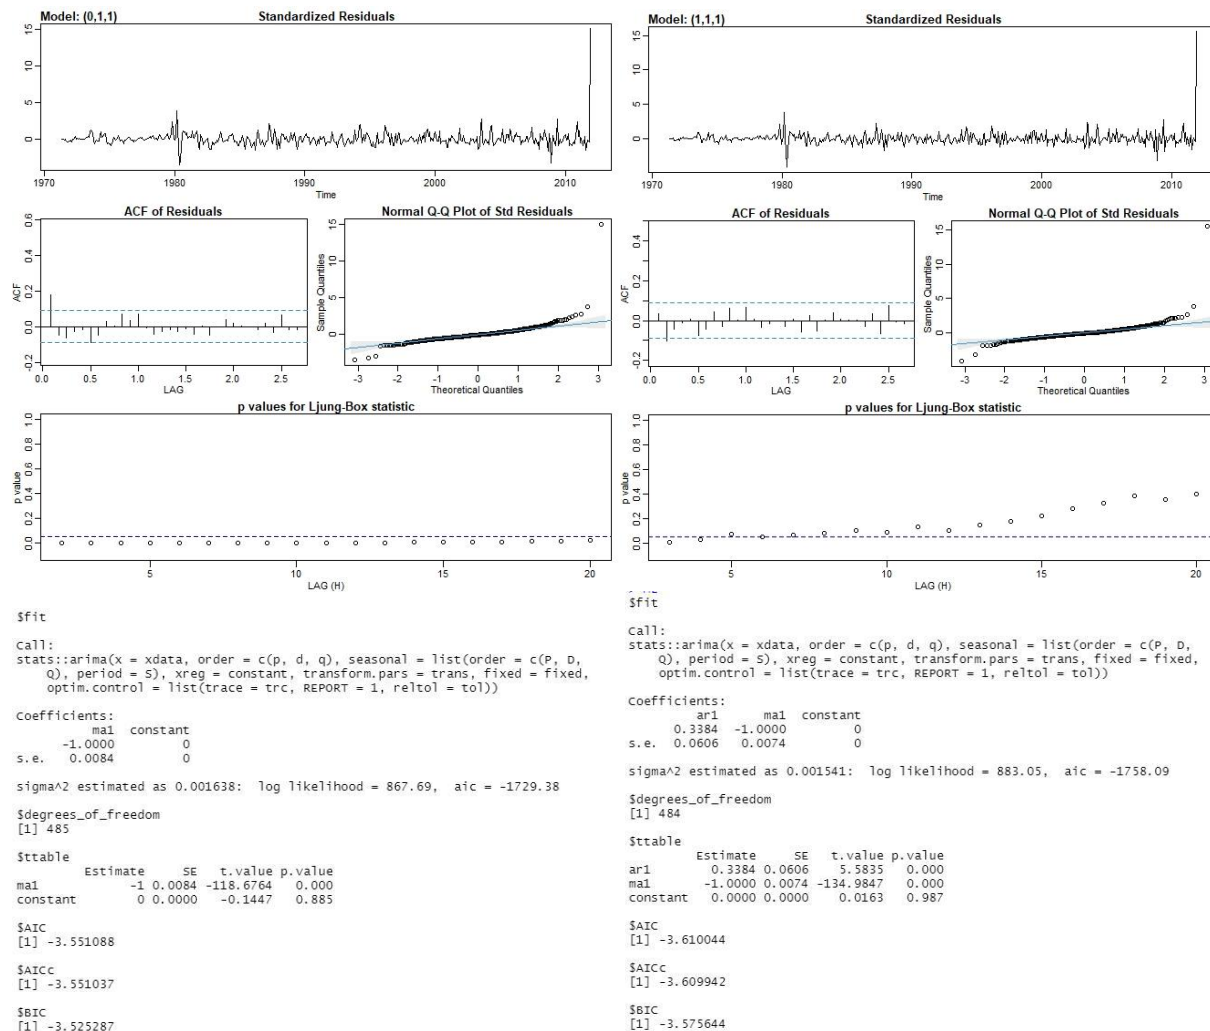 Model: (0,1,1)
Standardized Residuals
15
10
5
0
1970
1980
1990
2000
2010
Time
ACF of Residuals
0.6
0.4
0.2
0.0
-0.2
ACF
0.0
0.5
1.0
1.5
2.0
2.5
LAG
Normal Q-Q Plot of Std Residuals
15
10
5
0
Sample Quantiles
-3
-2
-1
0
1
2
3
Theoretical Quantiles
p values for Ljung-Box statistic
1.0
0.8
0.6
0.4
0.2
0.0
p value
5
10
15
20
LAG (H)
$fit
Call:
stats::arima(x = xdata, order = c(p, d, q), seasonal = list(order = c(P, D,
Q), period = S), xreg = constant, transform.pars = trans, fixed = fixed,
optim.control = list(trace = trc, REPORT = 1, reltol = tol))
Coefficients:
ma1 constant
-1.0000 0
s.e. 0.0084 0
sigma^2 estimated as 0.001638: log likelihood = 867.69, aic = -1729.38
$degrees_of_freedom
[1] 485
$ttable
Estimate SE t.value p.value
ma1 -1 0.0084 -118.6764 0.000
constant 0 0.0000 -0.1447 0.885
$AIC
[1] -3.551088
$AICc
[1] -3.551037
$BIC
[1] -3.525287
Model: (1,1,1)
Standardized Residuals
15
10
5
0
1970
1980
1990
2000
2010
Time
ACF of Residuals
0.4
0.2
0.0
-0.2
ACF
0.0
0.5
1.0
1.5
2.0
2.5
LAG
Normal Q-Q Plot of Std Residuals
15
10
5
0
Sample Quantiles
-3
-2
-1
0
1
2
3
Theoretical Quantiles
p values for Ljung-Box statistic
1.0
0.8
0.6
0.4
0.2
0.0
p value
5
10
15
20
LAG (H)
$fit
Call:
stats::arima(x = xdata, order = c(p, d, q), seasonal = list(order = c(P, D,
Q), period = S), xreg = constant, transform.pars = trans, fixed = fixed,
optim.control = list(trace = trc, REPORT = 1, reltol = tol))
Coefficients:
ar1 ma1 constant
0.3384 -1.0000 0
s.e. 0.0606 0.0074 0
sigma^2 estimated as 0.001541: log likelihood = 883.05, aic = -1758.09
$degrees_of_freedom
[1] 484
$ttable
Estimate SE t.value p.value
ar1 0.3384 0.0606 5.5835 0.000
ma1 -1.0000 0.0074 -134.9847 0.000
constant 0.0000 0.0000 0.0163 0.987
$AIC
[1] -3.610044
$AICc
[1] -3.609942
$BIC
[1] -3.575644